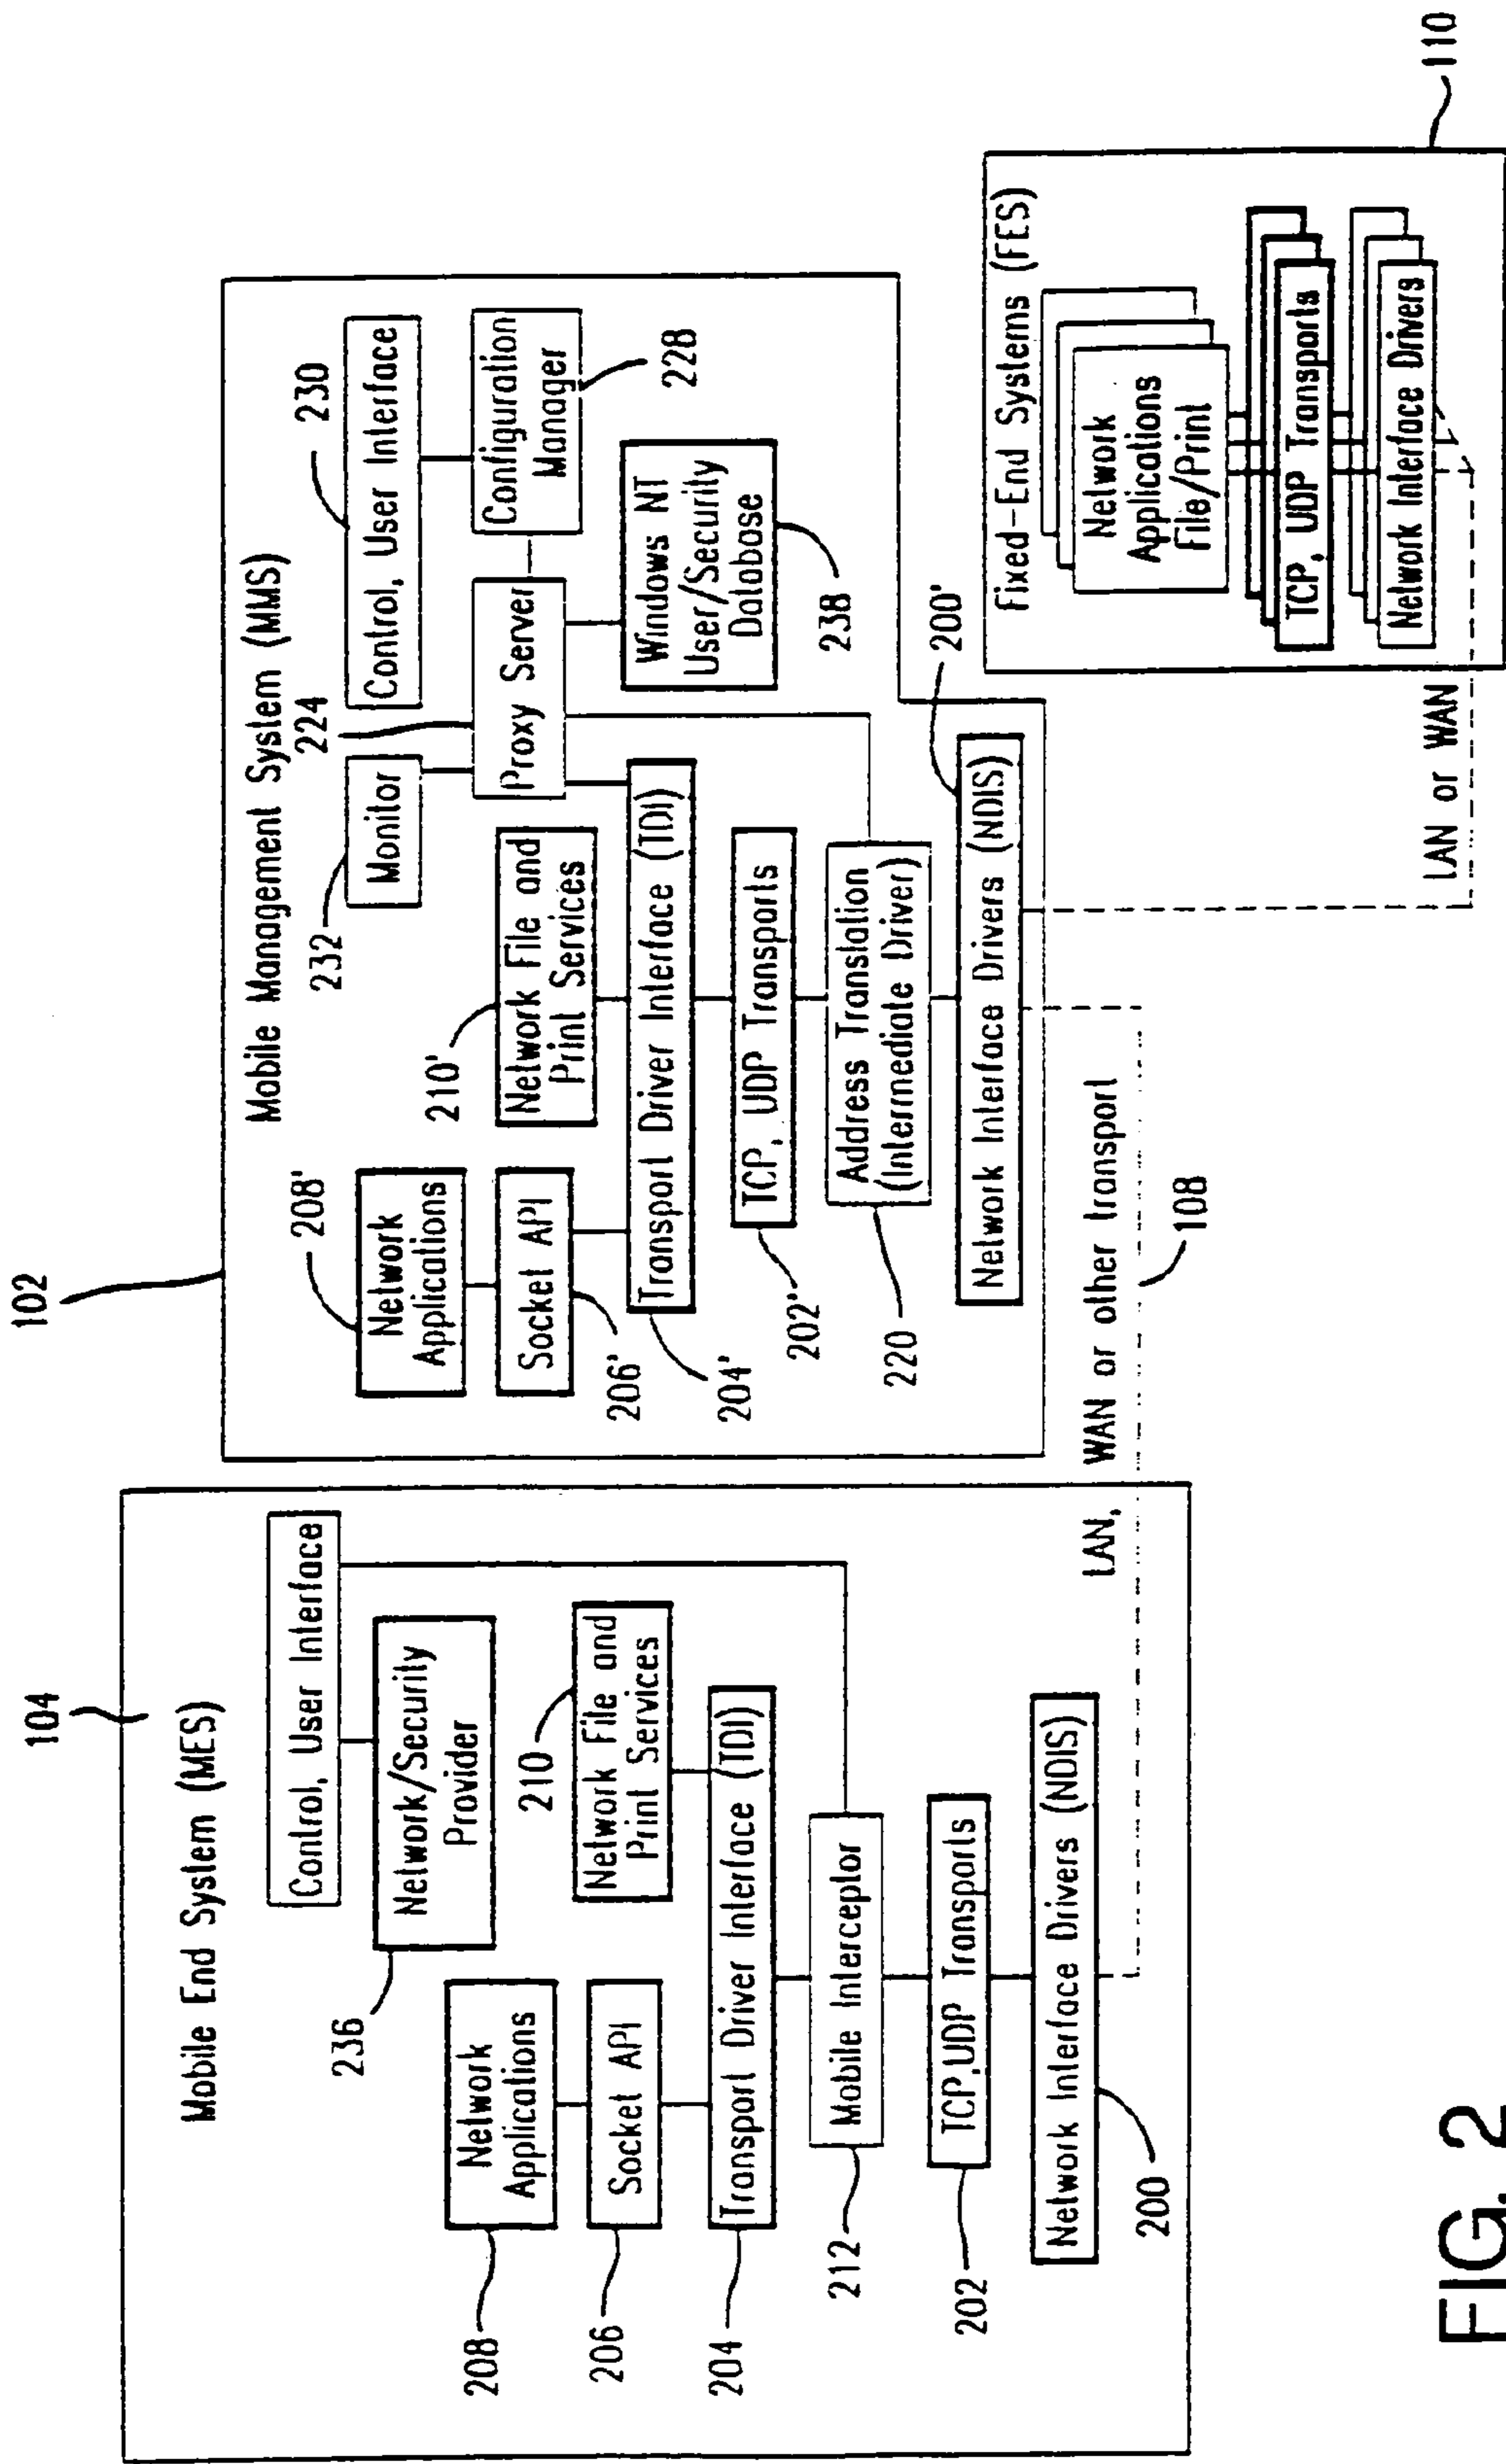 104
Mobile End System (MES)
Control, User Interface
Network/Security
Provider
236
Network
Applications
208
Socket API
206
210
Network File and
Print Services
Transport Driver Interface (TDI)
204
Mobile Interceptor
212
TCP,UDP Transports
202
Network Interface Drivers (NDIS)
200
LAN, WAN or other transport
108
102
Mobile Management System (MMS)
208'
Network
Applications
Socket API
206'
232
Monitor
224
230
Control, User Interface
Proxy Server
Configuration
Manager
228
210'
Network File and
Print Services
Windows NT
User/Security
Database
238
Transport Driver Interface (TDI)
204'
TCP, UDP Transports
202'
Address Translation
(Intermediate Driver)
220
Network Interface Drivers (NDIS)
200'
LAN or WAN
Fixed-End Systems (FES)
Network
Applications
File/Print
TCP, UDP Transports
Network Interface Drivers
110
FIG. 2